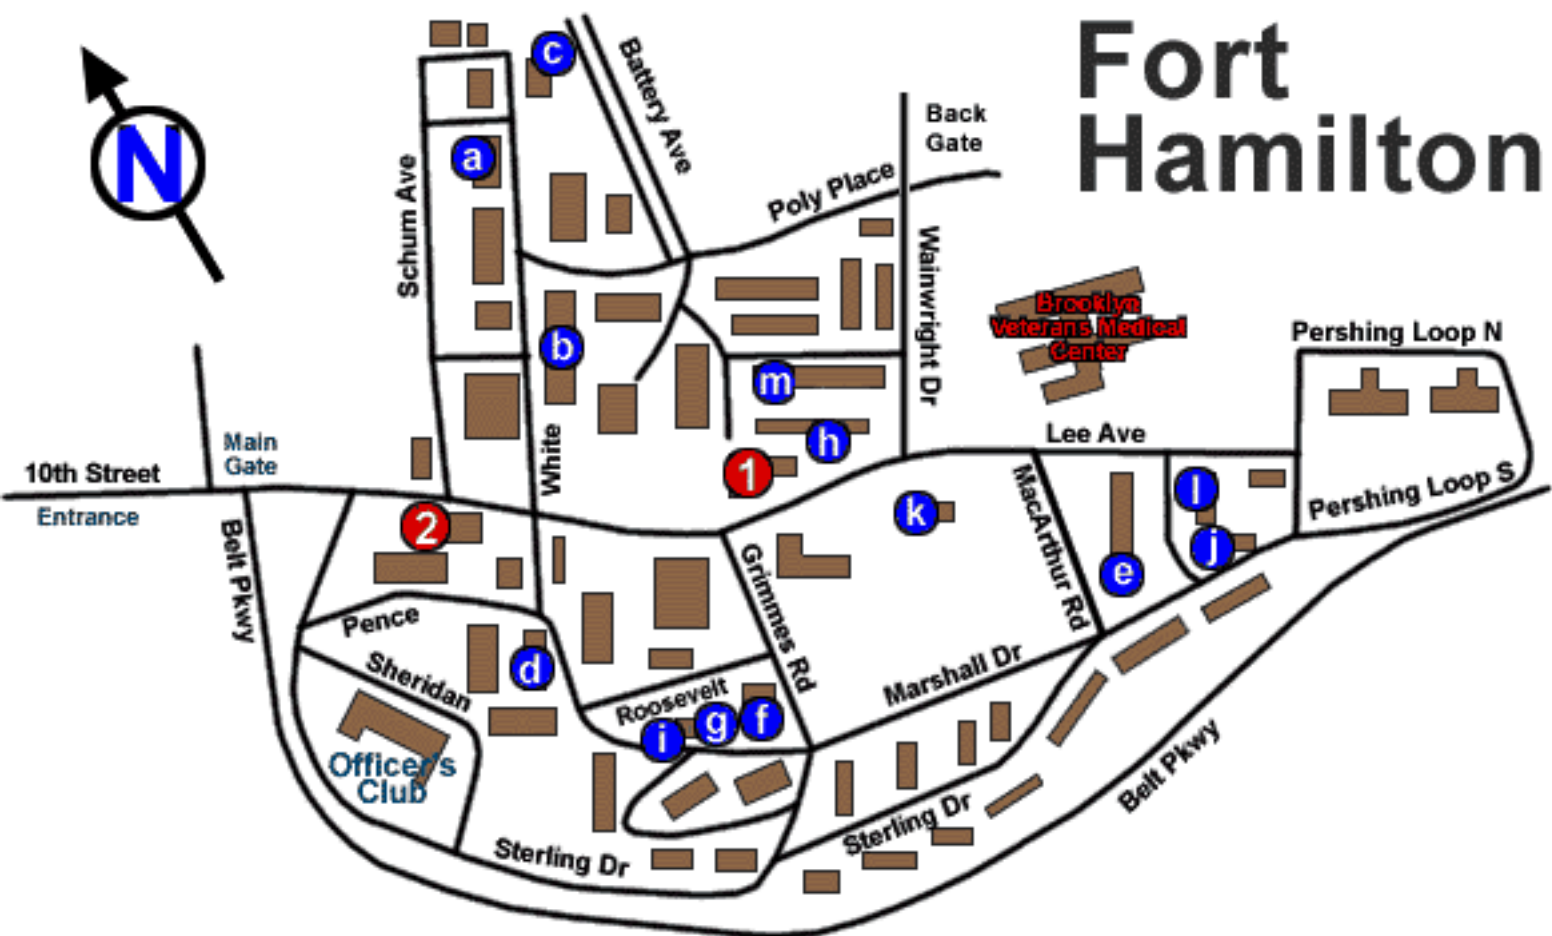 Fort
Hamilton
N
c
Battery Ave
Back
Gate
a
Schum Ave
Poly Place
Wainwright Dr
Brooklyn
Veterans Medical
Center
Pershing Loop N
b
m
h
Lee Ave
Main
Gate
White
10th Street
Entrance
1
2
k
MacArthur Rd
l
j
e
Pershing Loop S
Belt Pkwy
Grimmes Rd
Pence
Sheridan
d
Roosevelt
i
g
f
Marshall Dr
Officer's
Club
Sterling Dr
Sterling Dr
Belt Pkwy